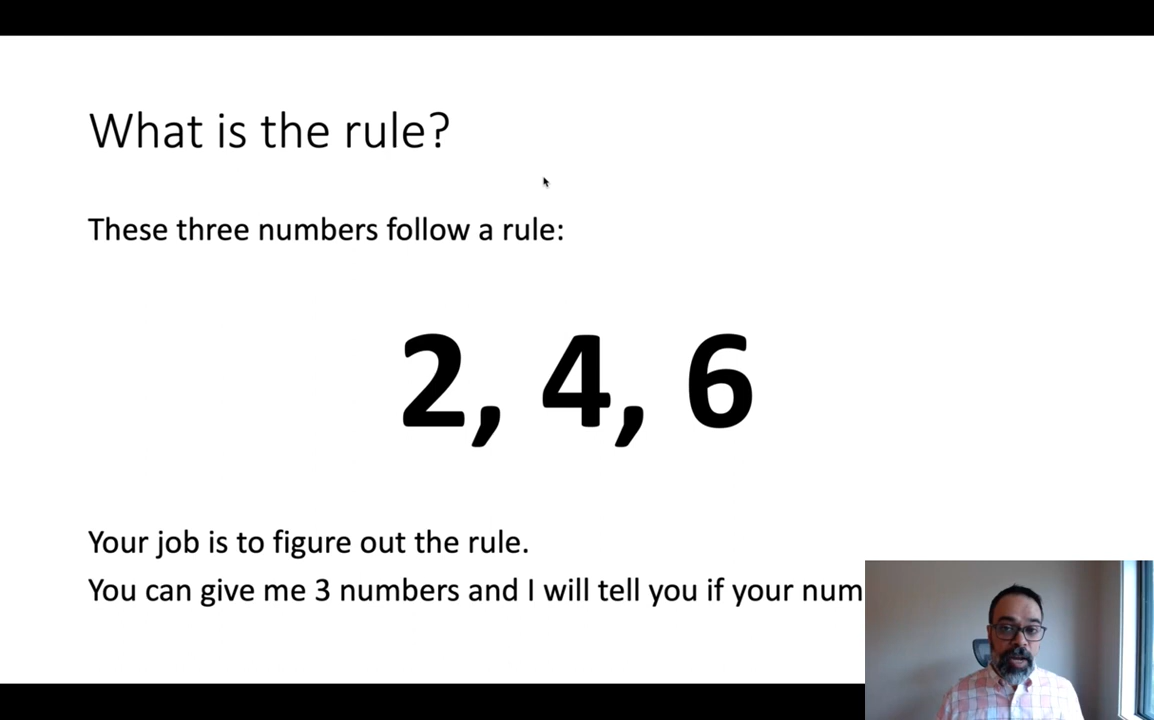 What is the rule?
These three numbers follow a rule:
2, 4, 6
Your job is to figure out the rule.
You can give me 3 numbers and I will tell you if your num